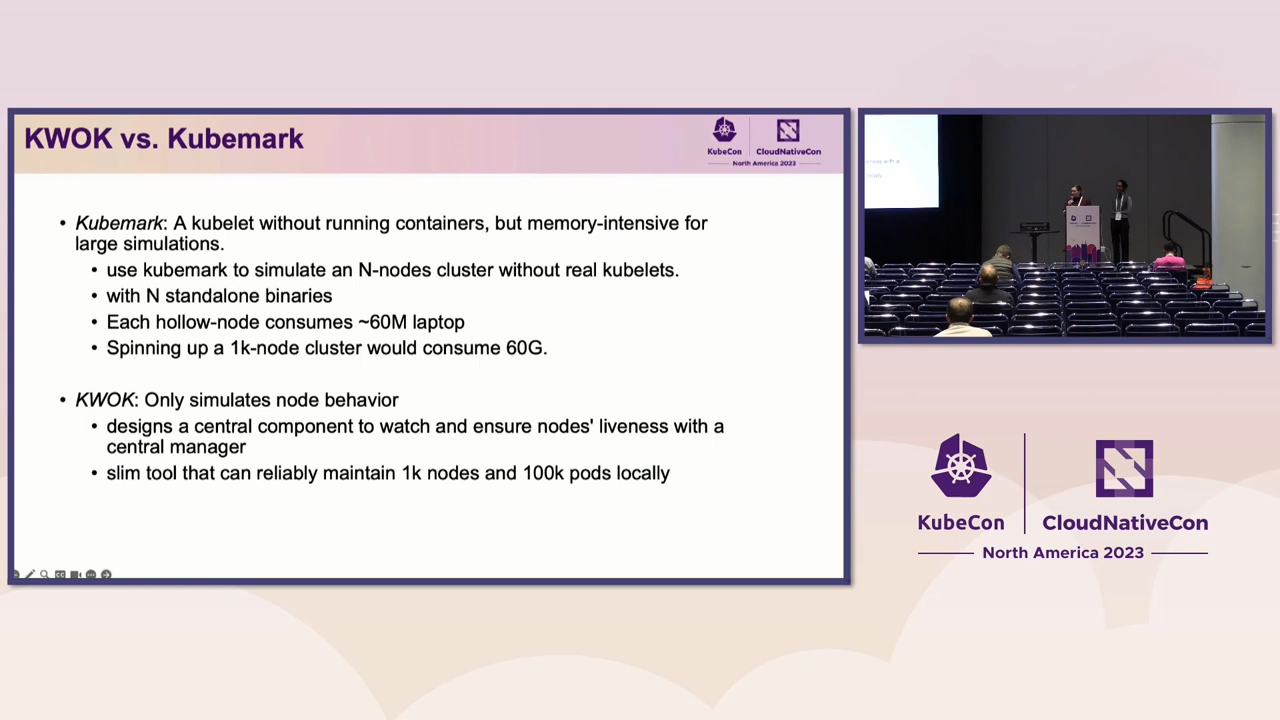 KWOK vs. Kubemark
KubeCon
CloudNativeCon
North America 2023
• Kubemark: A kubelet without running containers, but memory-intensive for
large simulations.
• use kubemark to simulate an N-nodes cluster without real kubelets.
• with N standalone binaries
• Each hollow-node consumes ~60M laptop
• Spinning up a 1k-node cluster would consume 60G.
• KWOK: Only simulates node behavior
• designs a central component to watch and ensure nodes' liveness with a
central manager
• slim tool that can reliably maintain 1k nodes and 100k pods locally
KubeCon
CloudNativeCon
North America 2023